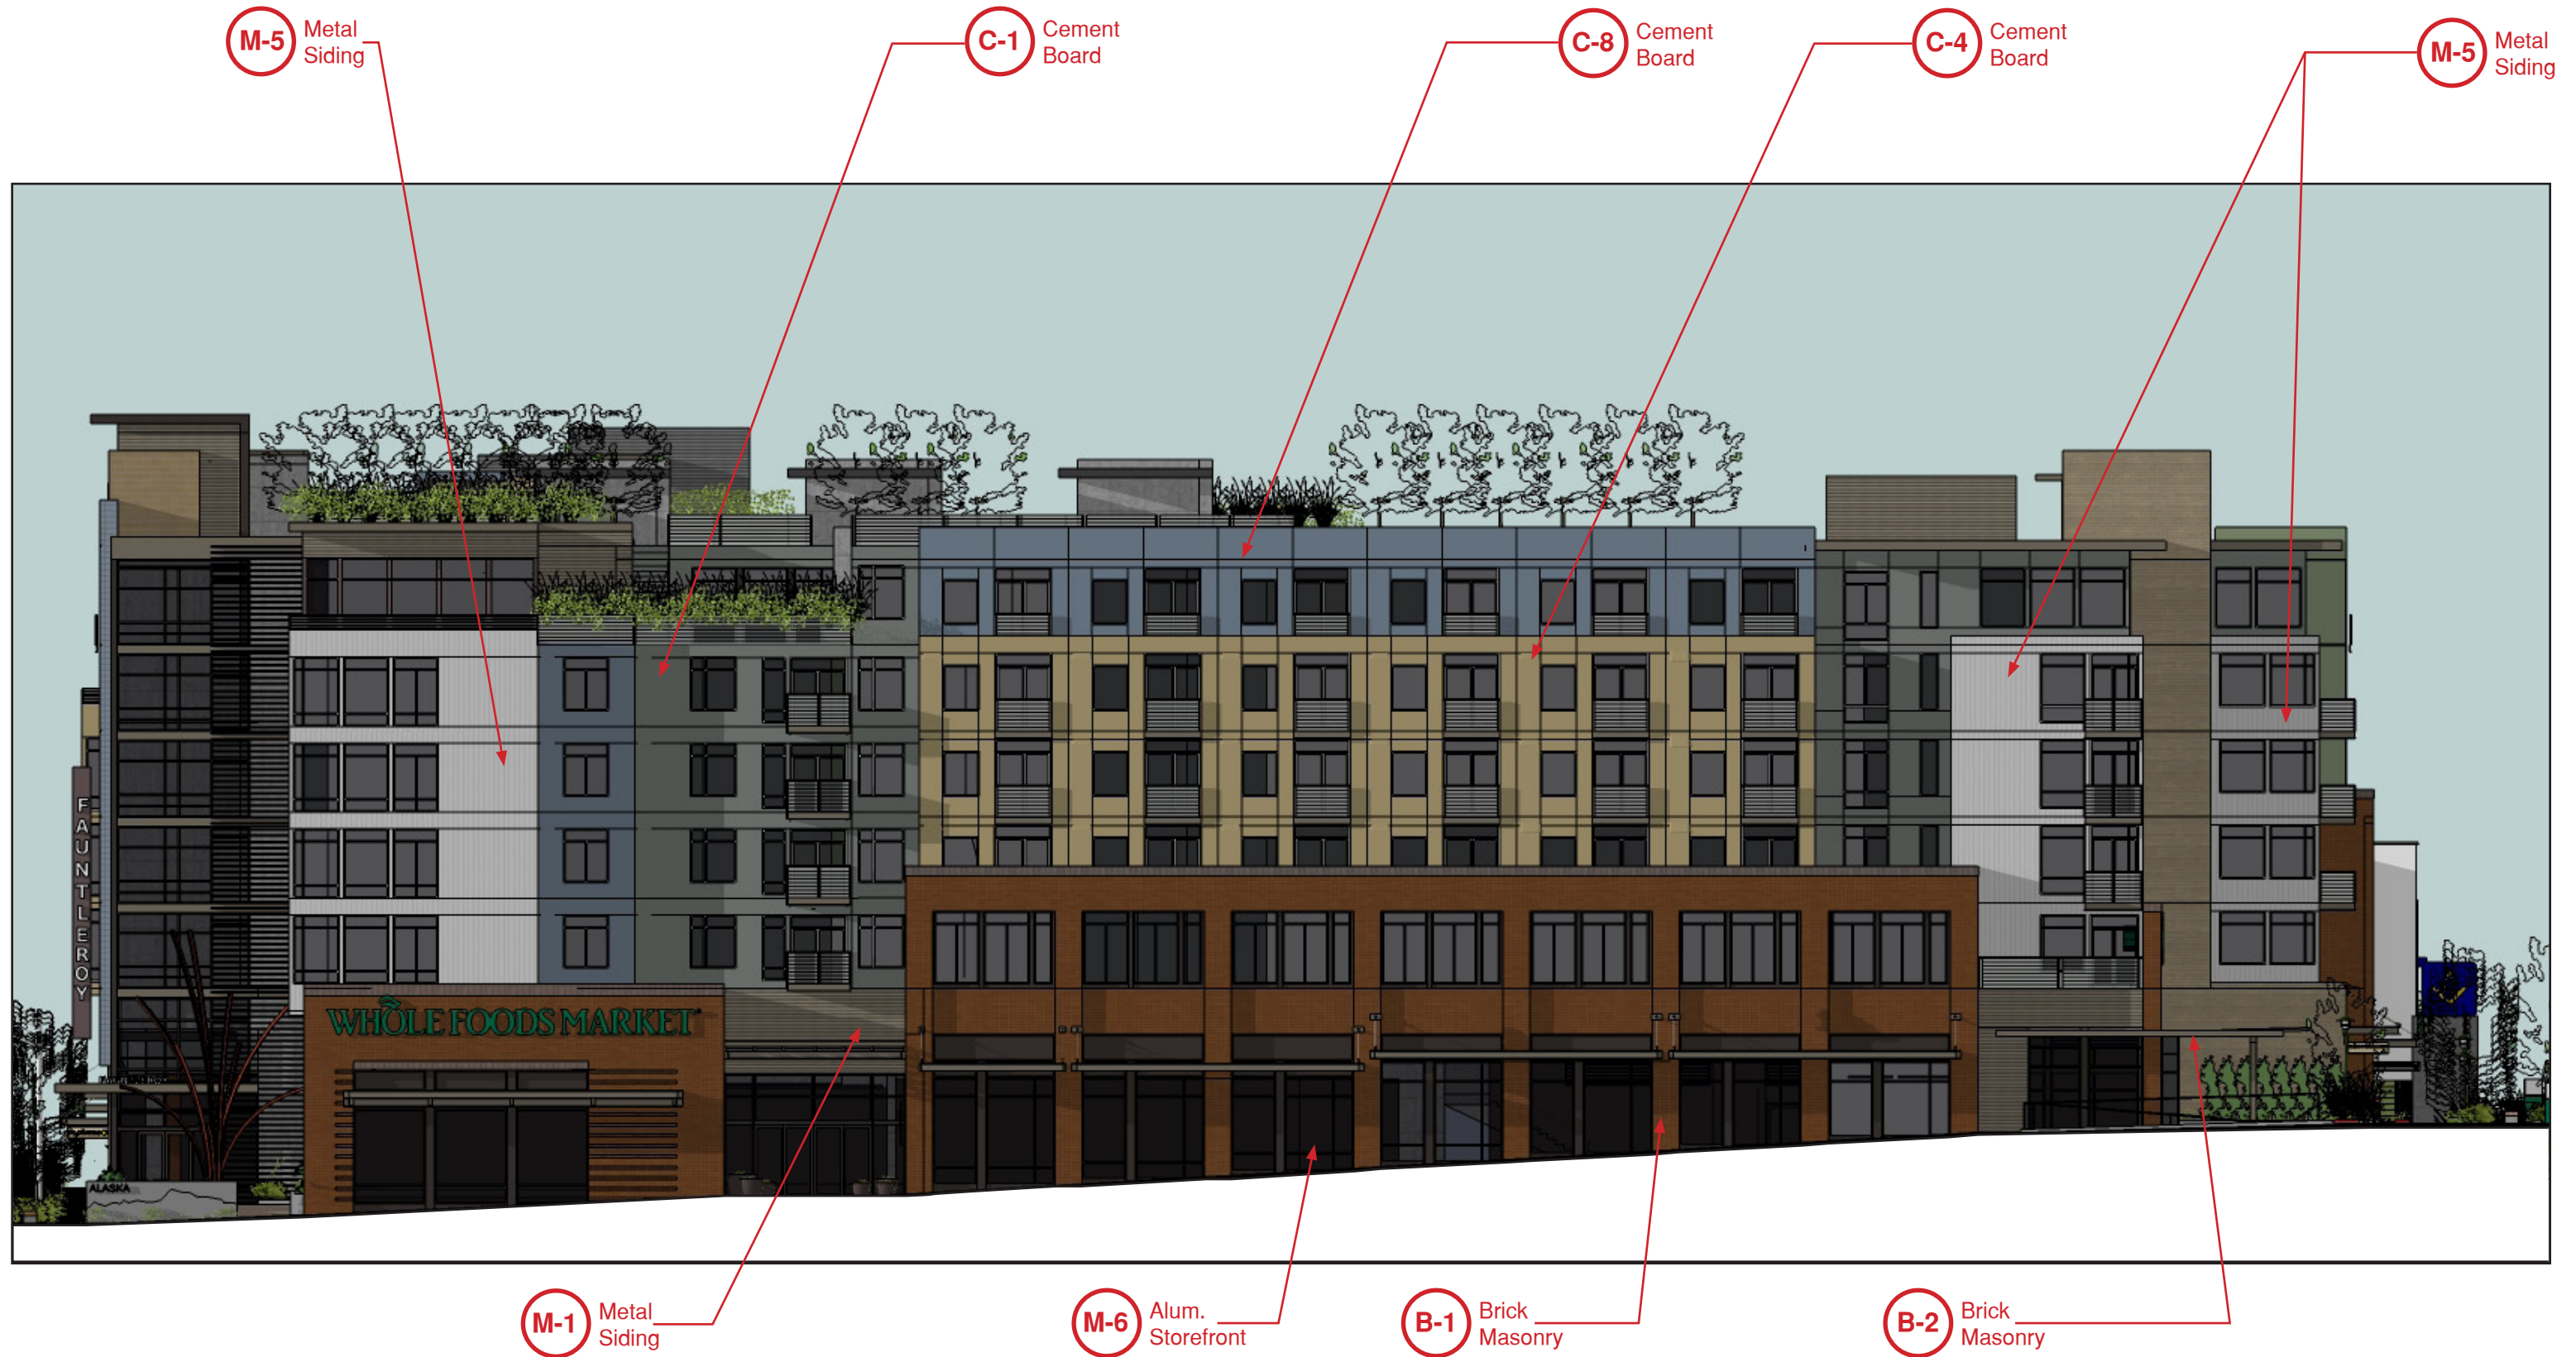 M-5
Metal
Siding
C-1
Cement
Board
C-8
Cement
Board
C-4
Cement
Board
M-5
Metal
Siding
FAUNTLEROY
WHOLE FOODS MARKET
ALASKA
M-1
Metal
Siding
M-6
Alum.
Storefront
B-1
Brick
Masonry
B-2
Brick
Masonry